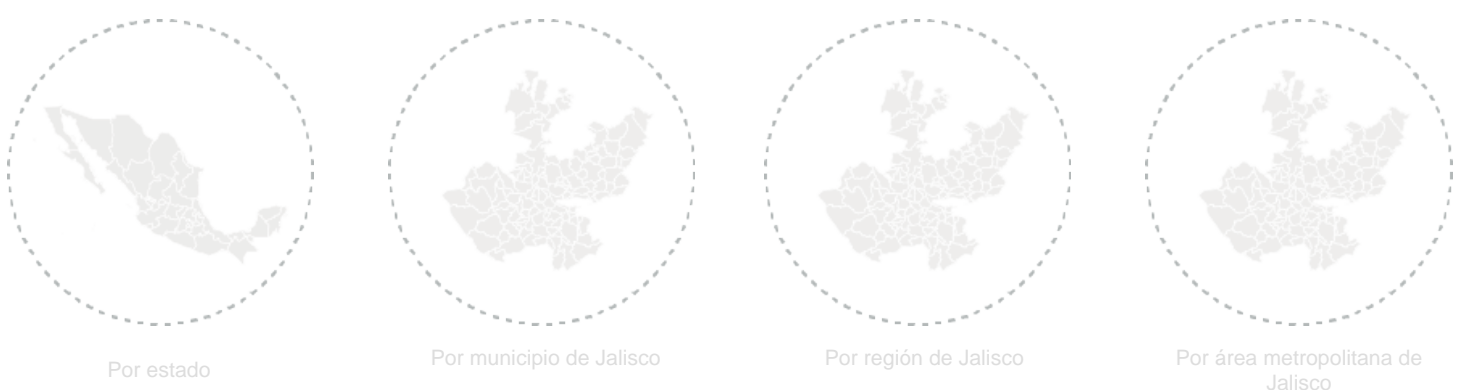 Por estado
Por municipio de Jalisco
Por región de Jalisco
Por área metropolitana de
Jalisco